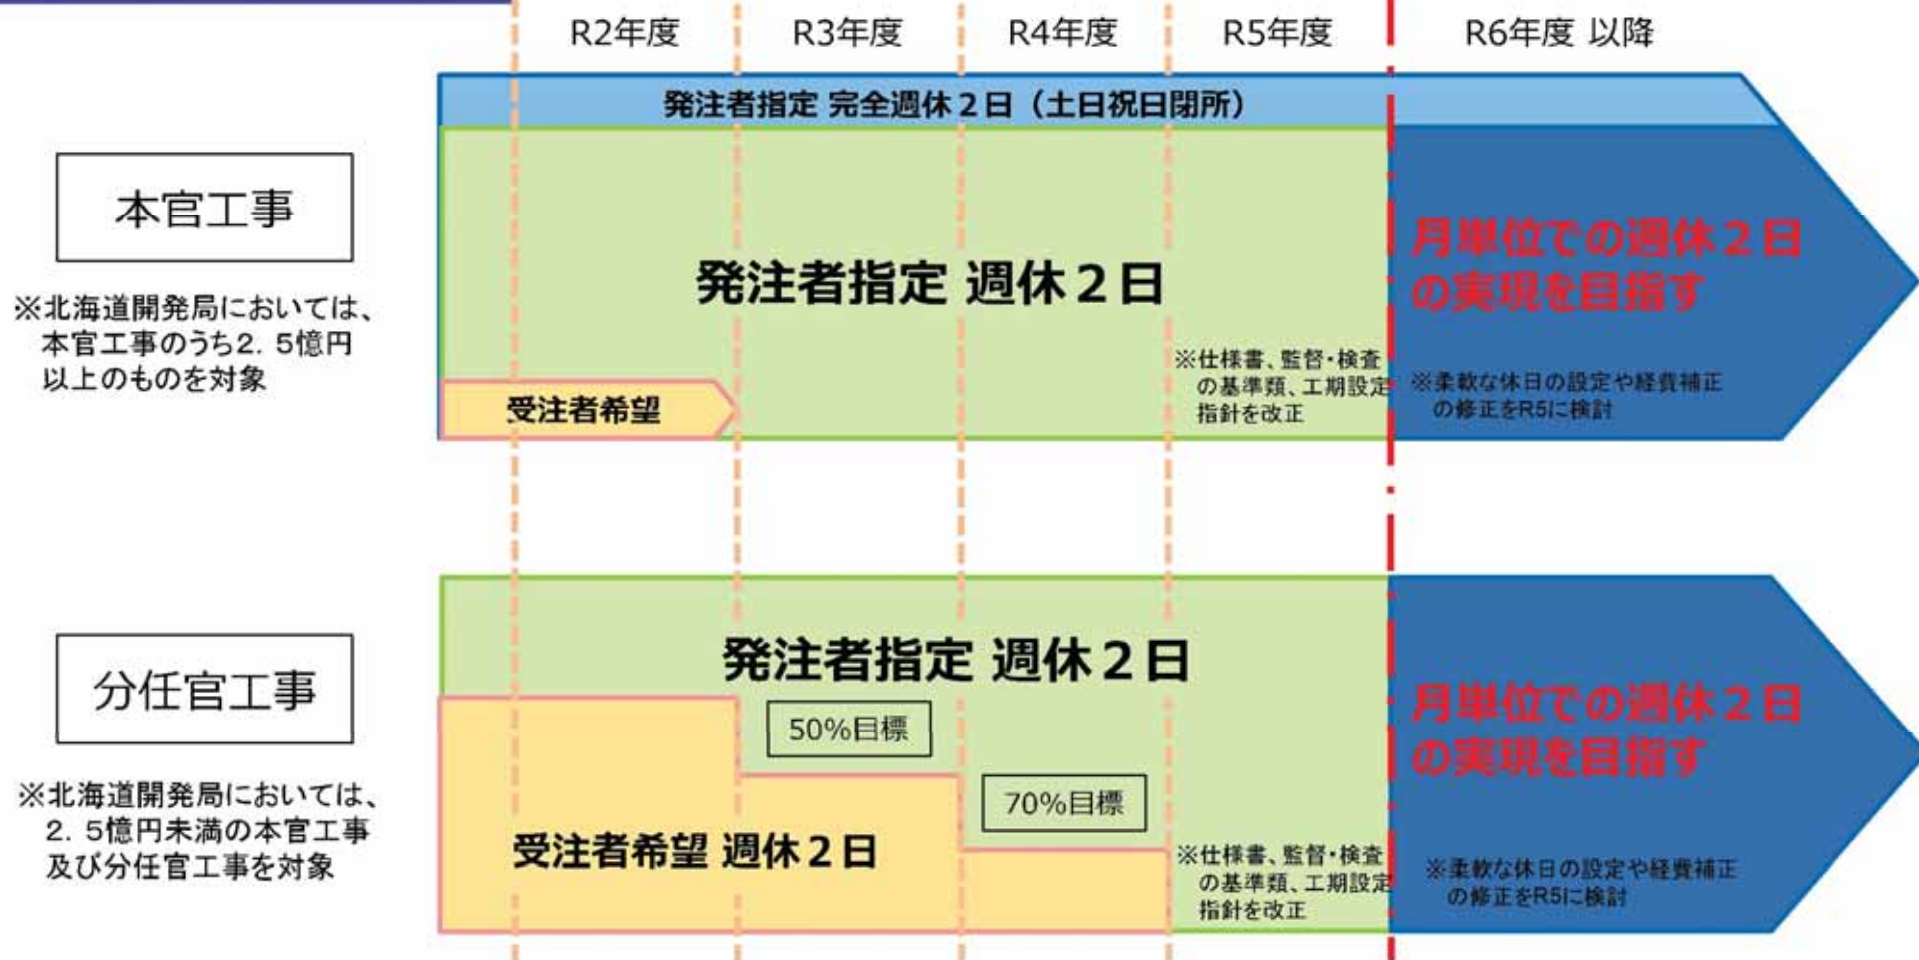 R2年度
R3年度
R4年度
R5年度
R6年度 以降
発注者指定 完全週休２日（土日祝日閉所）
本官工事
※北海道開発局においては、
本官工事のうち2．5億円
以上のものを対象
発注者指定 週休２日
受注者希望
※仕様書、監督・検査
の基準類、工期設定
指針を改正
月単位での週休２日
の実現を目指す
※柔軟な休日の設定や経費補正
の修正をR5に検討
分任官工事
※北海道開発局においては、
2．5億円未満の本官工事
及び分任官工事を対象
発注者指定 週休２日
50%目標
70%目標
受注者希望 週休２日
※仕様書、監督・検査
の基準類、工期設定
指針を改正
月単位での週休２日
の実現を目指す
※柔軟な休日の設定や経費補正
の修正をR5に検討